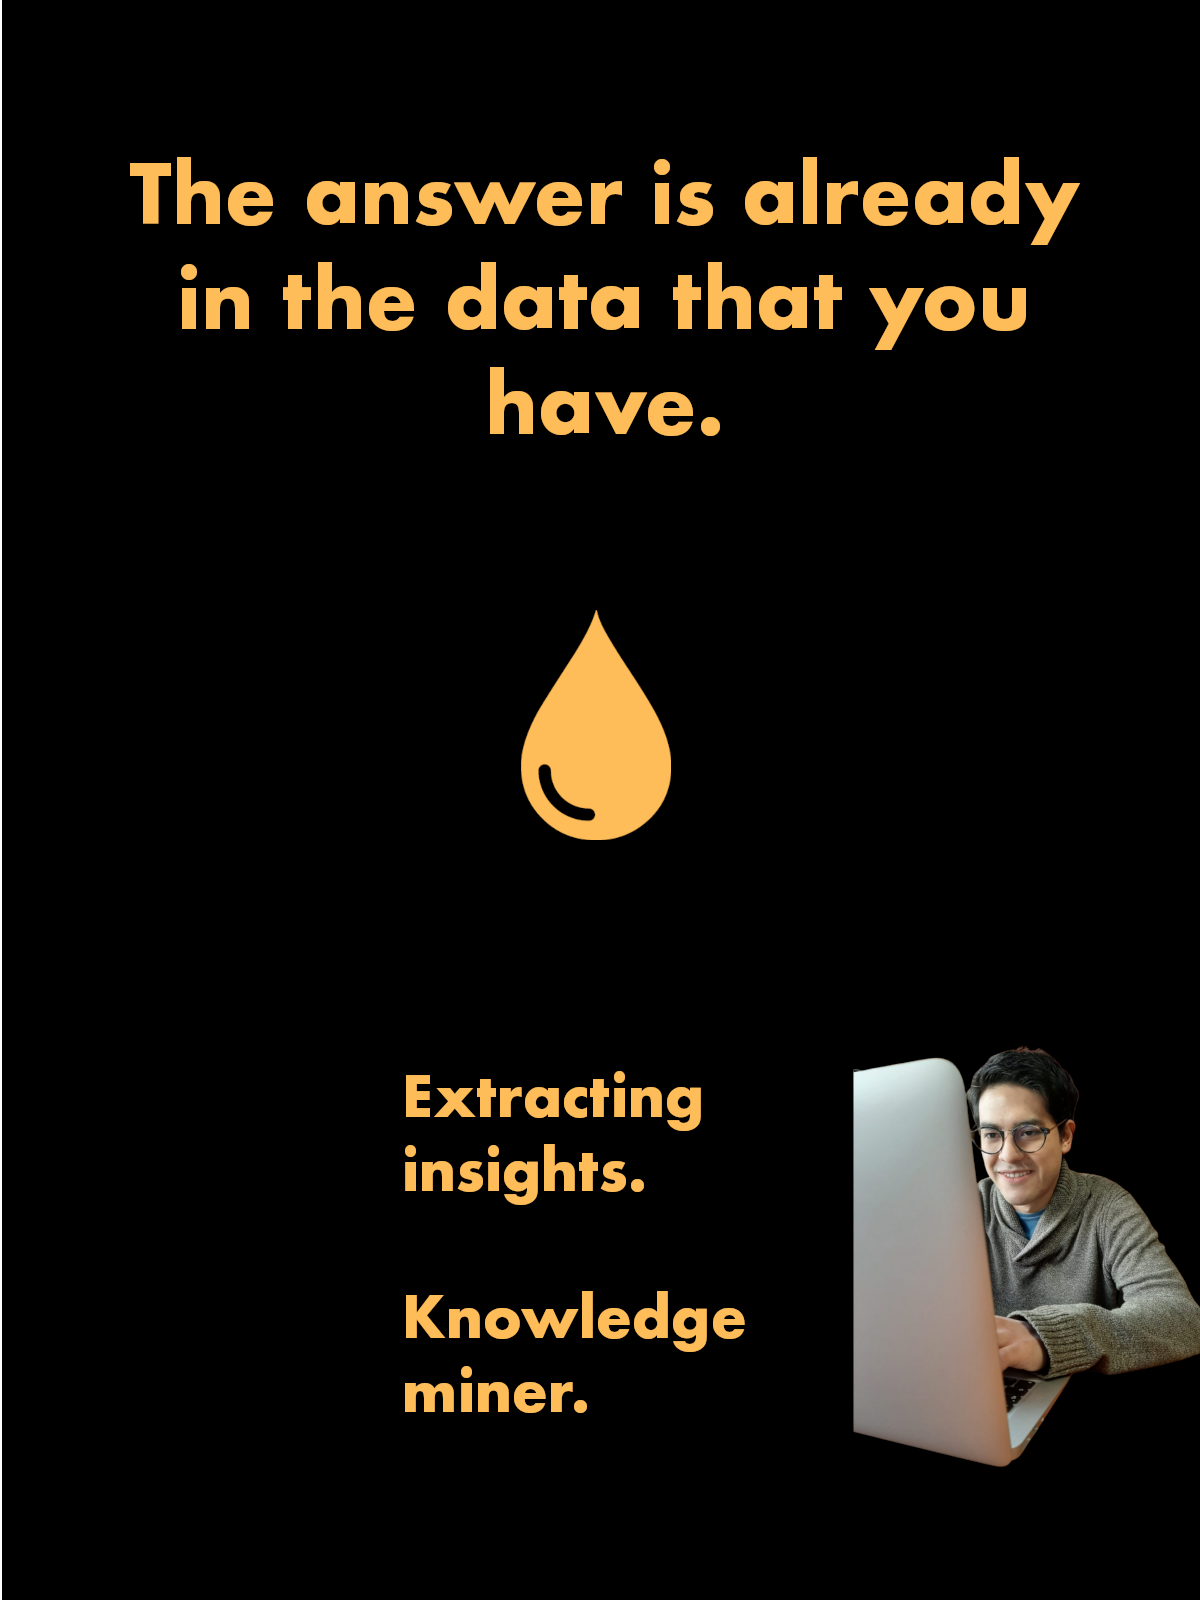 The answer is already
in the data that you
have.
Extracting
insights.
Knowledge
miner.